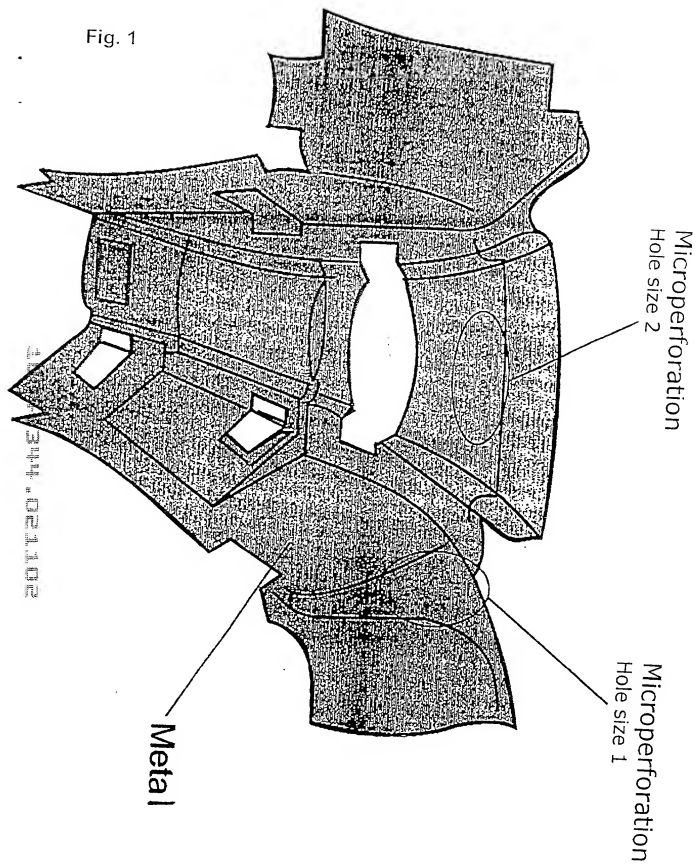 Fig. 1
Microperforation
Hole size 2
Microperforation
Hole size 1
Metal